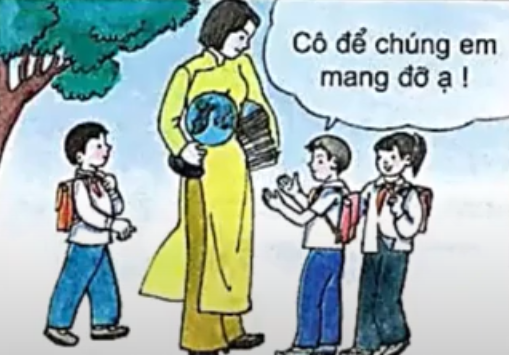 Cô để chúng em
mang đỡ ạ !